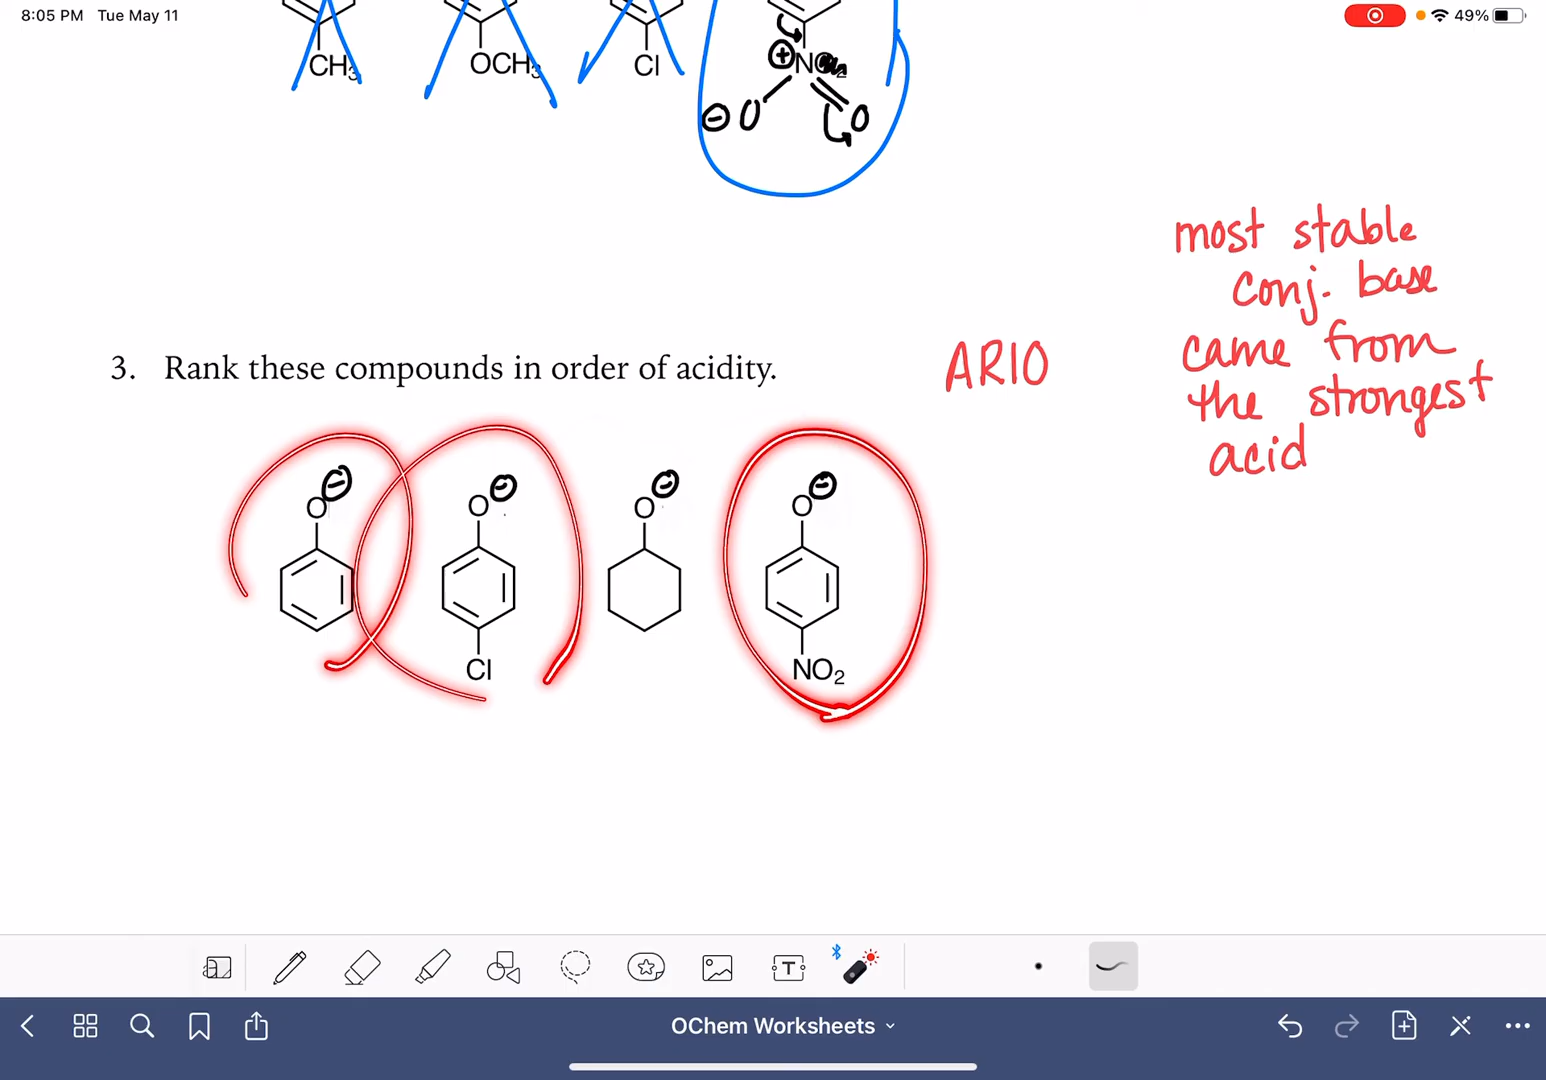 8:05 PM Tue May 11
49%
CH3
OCH3
Cl
⊕N
⊖ O
O
most stable
conj. base
came from
the strongest
acid
3. Rank these compounds in order of acidity.
ARIO
O⊖
O⊖
O⊖
O⊖
Cl
NO2
a
T
OChem Worksheets